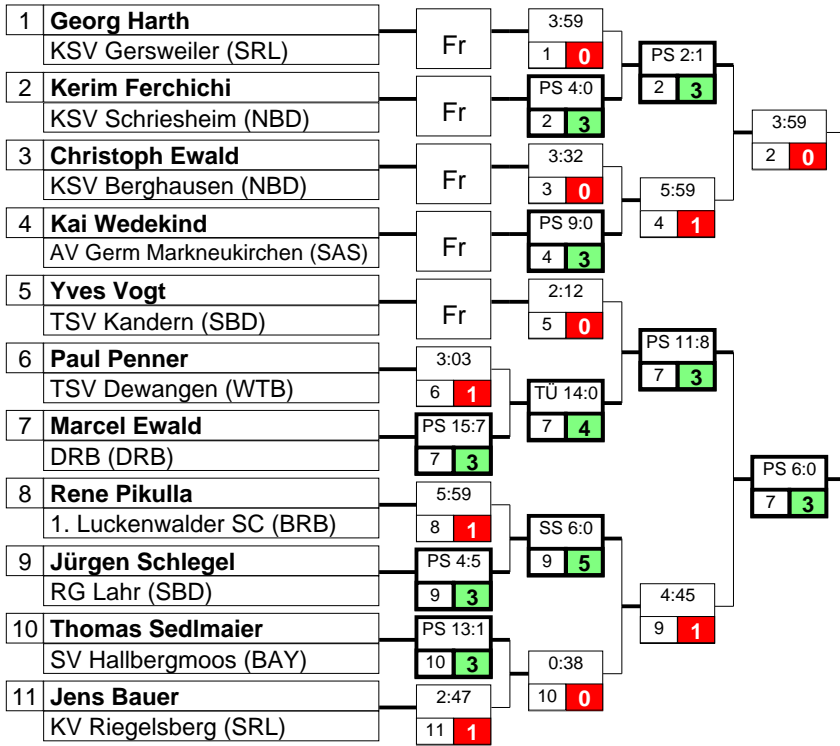 1 Georg Harth
KSV Gersweiler (SRL)
Fr
3:59
1 0
PS 2:1
2 3
2 Kerim Ferchichi
KSV Schriesheim (NBD)
Fr
PS 4:0
2 3
3:59
2 0
3 Christoph Ewald
KSV Berghausen (NBD)
Fr
3:32
3 0
5:59
4 1
4 Kai Wedekind
AV Germ Markneukirchen (SAS)
Fr
PS 9:0
4 3
5 Yves Vogt
TSV Kandern (SBD)
Fr
2:12
5 0
PS 11:8
7 3
6 Paul Penner
TSV Dewangen (WTB)
3:03
6 1
TÜ 14:0
7 4
7 Marcel Ewald
DRB (DRB)
PS 15:7
7 3
PS 6:0
7 3
8 Rene Pikulla
1. Luckenwalder SC (BRB)
5:59
8 1
SS 6:0
9 5
9 Jürgen Schlegel
RG Lahr (SBD)
PS 4:5
9 3
4:45
9 1
10 Thomas Sedlmaier
SV Hallbergmoos (BAY)
PS 13:1
10 3
0:38
10 0
11 Jens Bauer
KV Riegelsberg (SRL)
2:47
11 1